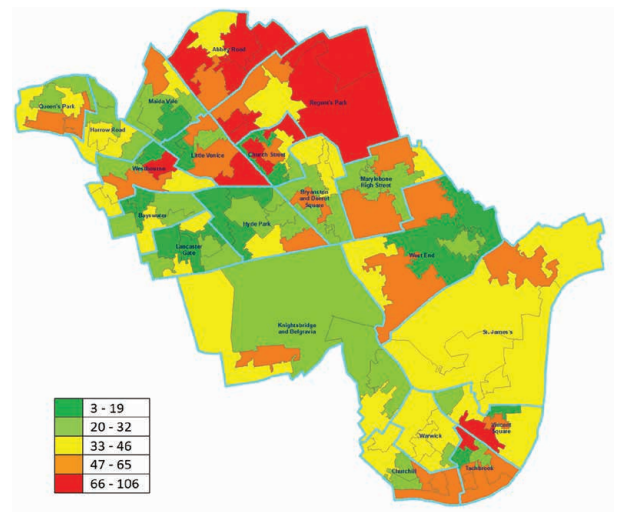 Abbey Road
Regent's Park
Maida Vale
Queen's Park
Harrow Road
Little Venice
Church Street
Westbourne
Marylebone
High Street
Bryanston
and Dorset
Square
Bayswater
Hyde Park
Lancaster
Gate
West End
Knightsbridge
and Belgravia
St. James's
Vincent
Square
Warwick
Tachbrook
Churchill
3 - 19
20 - 32
33 - 46
47 - 65
66 - 106